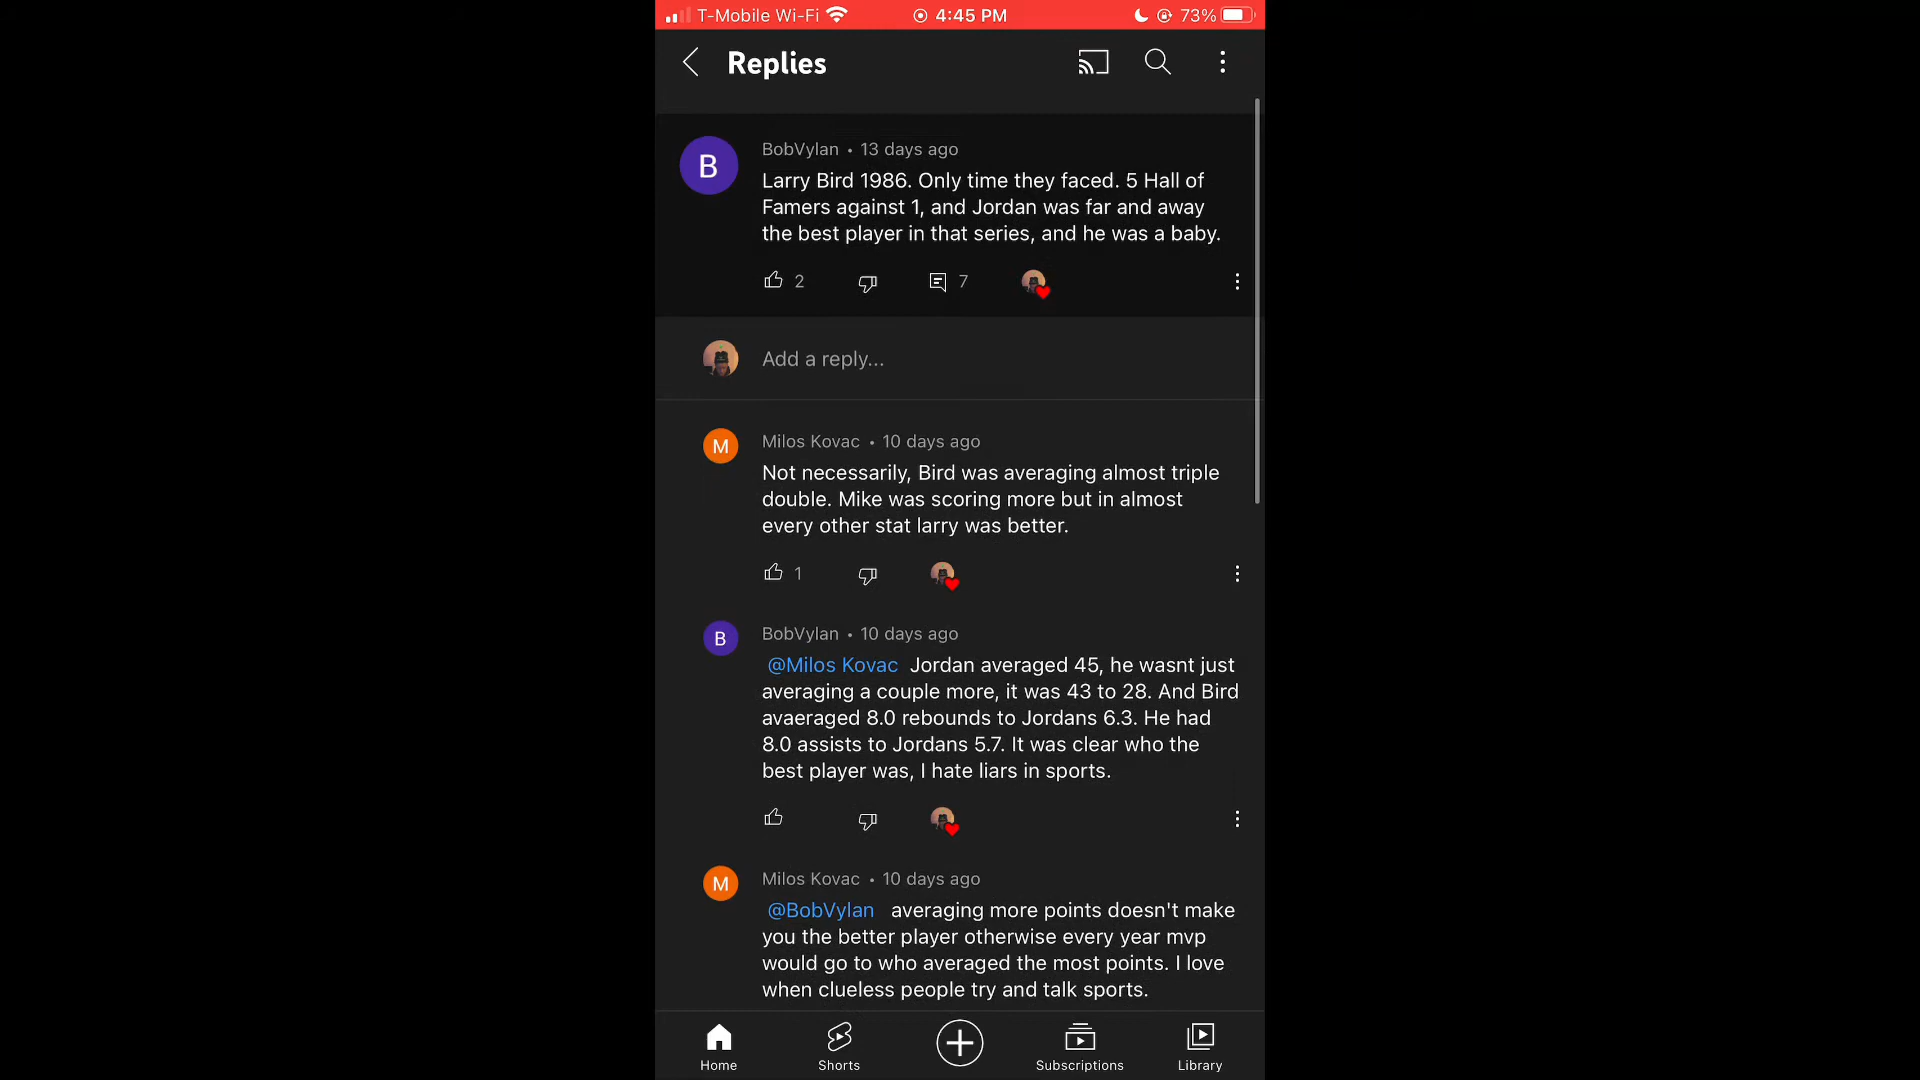 T-Mobile Wi-Fi 4:45 PM 73%
Replies
B
BobVylan • 13 days ago
Larry Bird 1986. Only time they faced. 5 Hall of
Famers against 1, and Jordan was far and away
the best player in that series, and he was a baby.
2 7
Add a reply...
M
Milos Kovac • 10 days ago
Not necessarily, Bird was averaging almost triple
double. Mike was scoring more but in almost
every other stat larry was better.
1
B
BobVylan • 10 days ago
@Milos Kovac Jordan averaged 45, he wasnt just
averaging a couple more, it was 43 to 28. And Bird
avaeraged 8.0 rebounds to Jordans 6.3. He had
8.0 assists to Jordans 5.7. It was clear who the
best player was, I hate liars in sports.
M
Milos Kovac • 10 days ago
@BobVylan averaging more points doesn't make
you the better player otherwise every year mvp
would go to who averaged the most points. I love
when clueless people try and talk sports.
Home Shorts Subscriptions Library